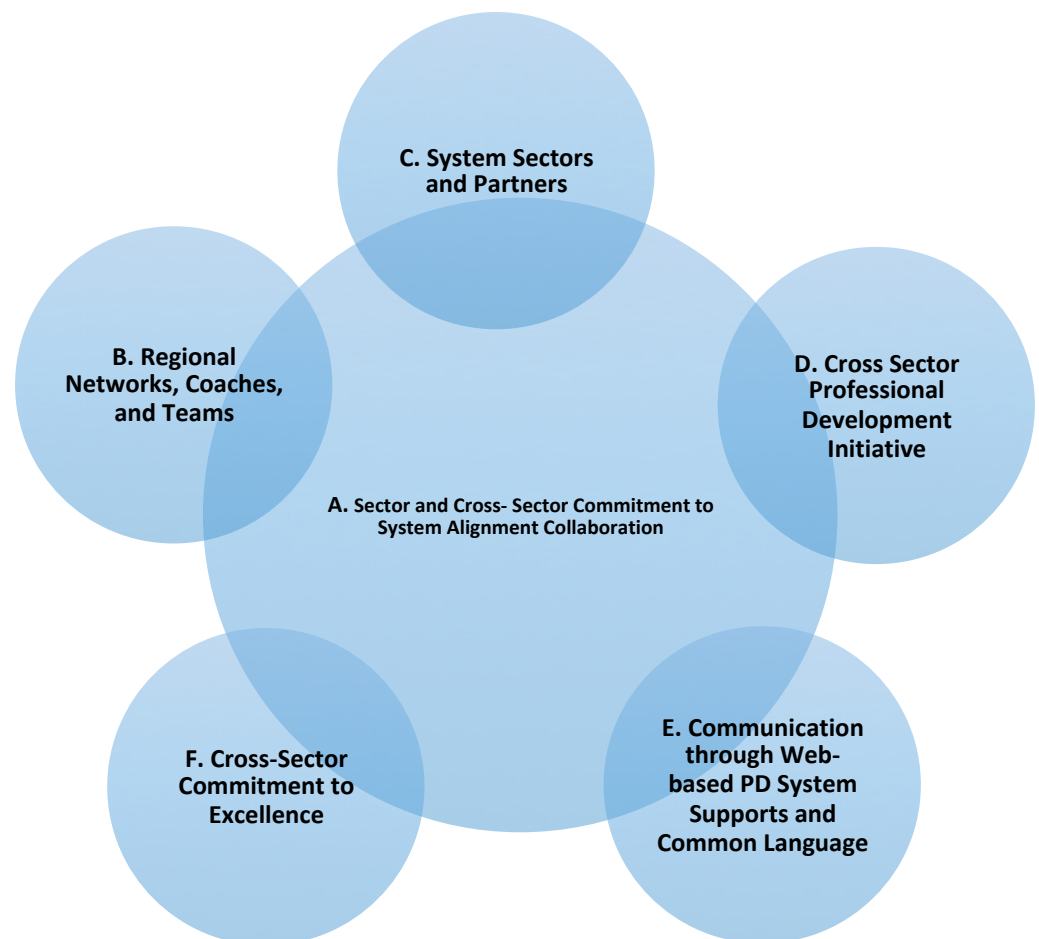 C. System Sectors
and Partners
B. Regional
Networks, Coaches,
and Teams
D. Cross Sector
Professional
Development
Initiative
A. Sector and Cross- Sector Commitment to
System Alignment Collaboration
F. Cross-Sector
Commitment to
Excellence
E. Communication
through Web-
based PD System
Supports and
Common Language